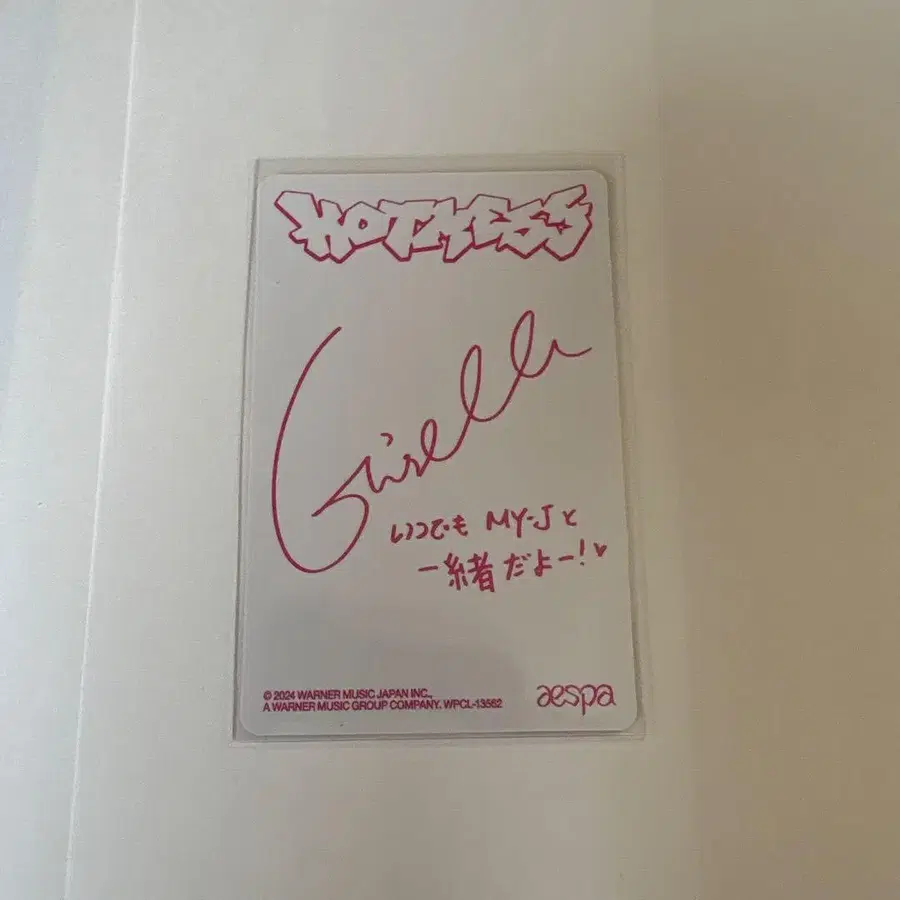 HOT MESS
Giselle
いつでも MY-J と
一緒だよー!♥
© 2024 WARNER MUSIC JAPAN INC.,
A WARNER MUSIC GROUP COMPANY. WPCL-13562
aespa